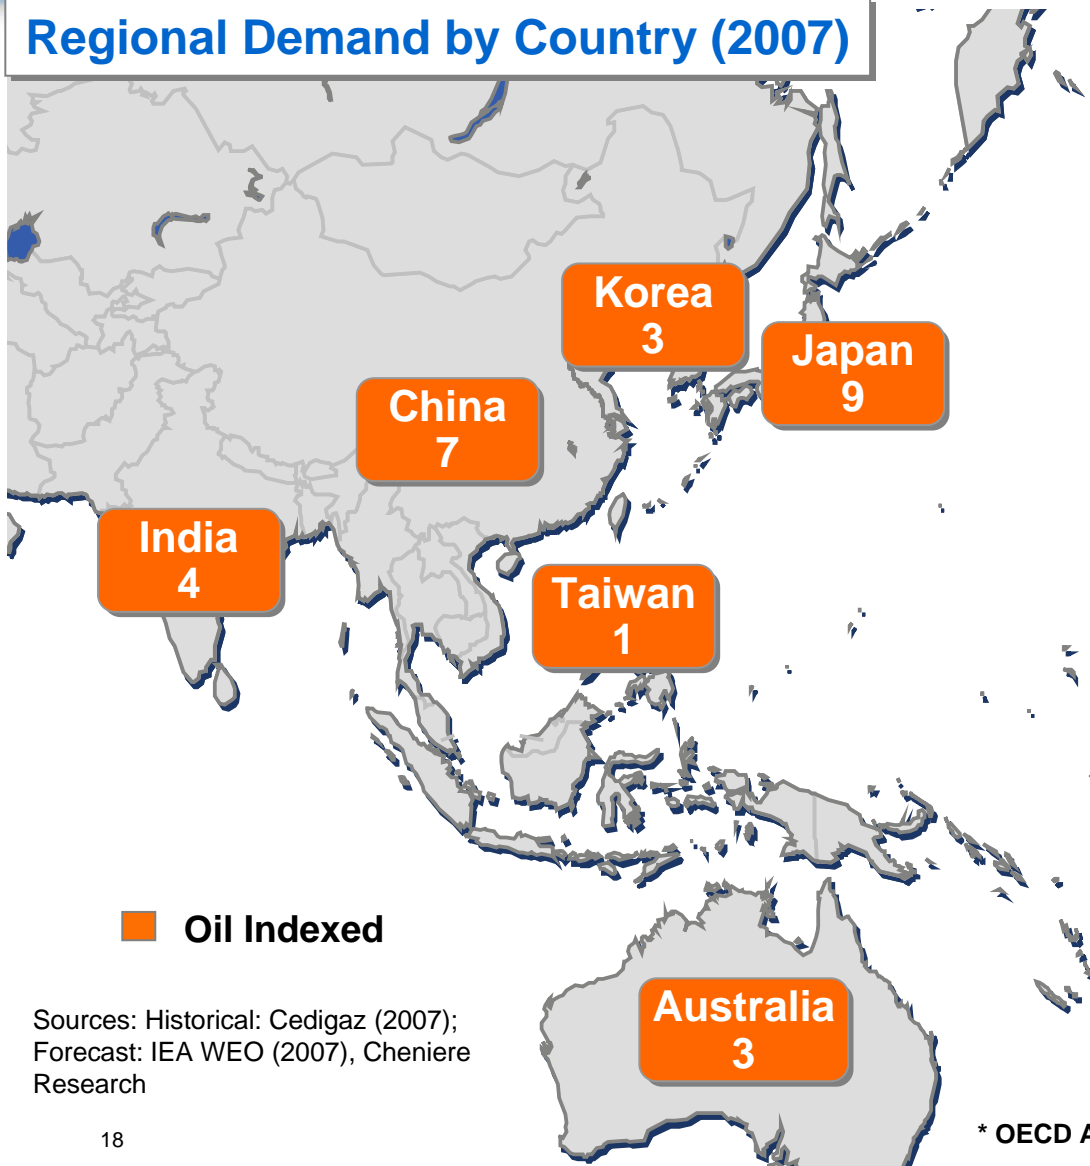 Regional Demand by Country (2007)
Korea
3
Japan
9
China
7
India
4
Taiwan
1
Oil Indexed
Australia
3
Sources: Historical: Cedigaz (2007);
Forecast: IEA WEO (2007), Cheniere
Research
18
* OECD A